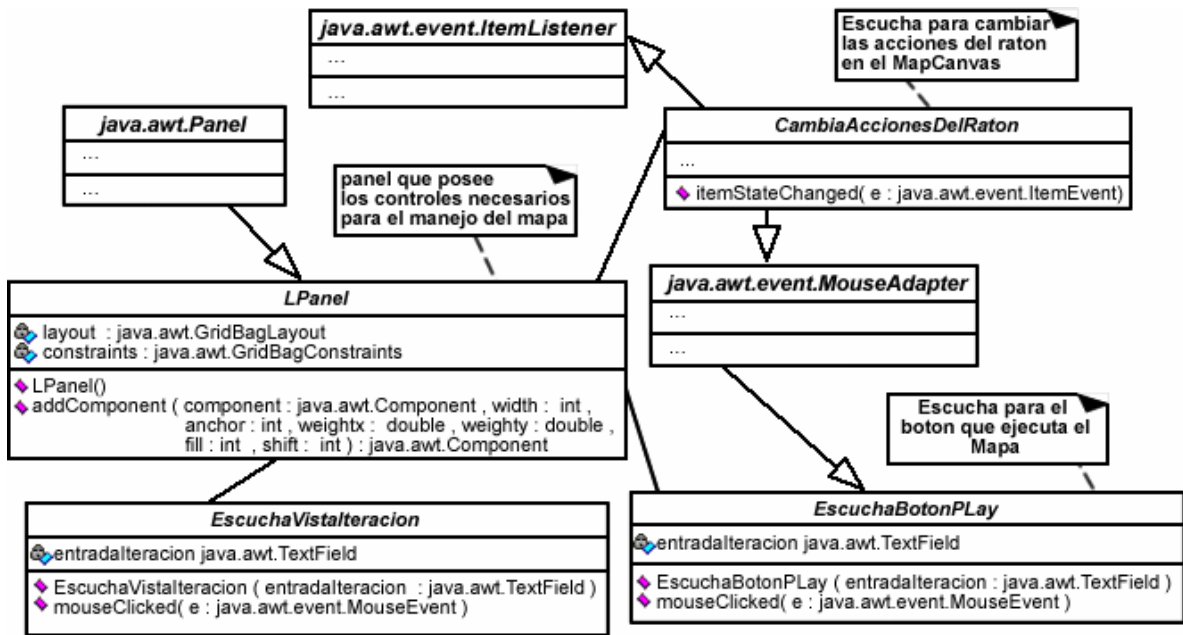 java.awt.event.ItemListener
...
...
Escucha para cambiar
las acciones del raton
en el MapCanvas
java.awt.Panel
...
...
CambiaAccionesDelRaton
...
itemStateChanged( e : java.awt.event.ItemEvent)
panel que posee
los controles necesarios
para el manejo del mapa
java.awt.event.MouseAdapter
...
...
LPanel
layout : java.awt.GridBagLayout
constraints : java.awt.GridBagConstraints
LPanel()
addComponent ( component : java.awt.Component , width : int ,
anchor : int , weightx : double , weighty : double ,
fill : int , shift : int ) : java.awt.Component
Escucha para el
boton que ejecuta el
Mapa
EscuchaVistaIteracion
entradaIteracion java.awt.TextField
EscuchaVistaIteracion ( entradaIteracion : java.awt.TextField )
mouseClicked( e : java.awt.event.MouseEvent )
EscuchaBotonPLay
entradaIteracion java.awt.TextField
EscuchaBotonPLay ( entradaIteracion : java.awt.TextField )
mouseClicked( e : java.awt.event.MouseEvent )